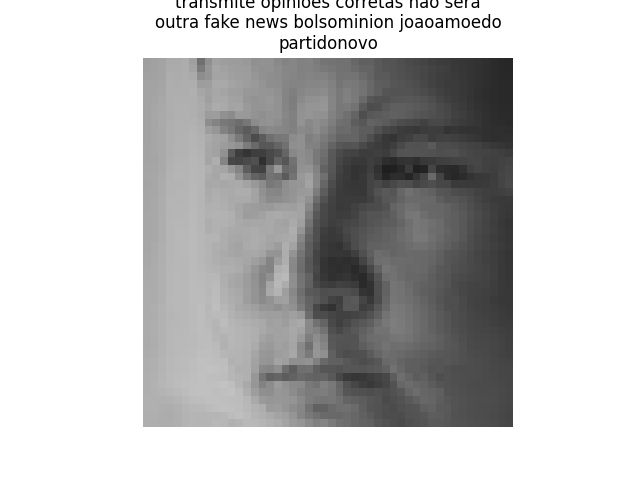 transmite opiniões corretas não será
outra fake news bolsominion joaoamoedo
partidonovo